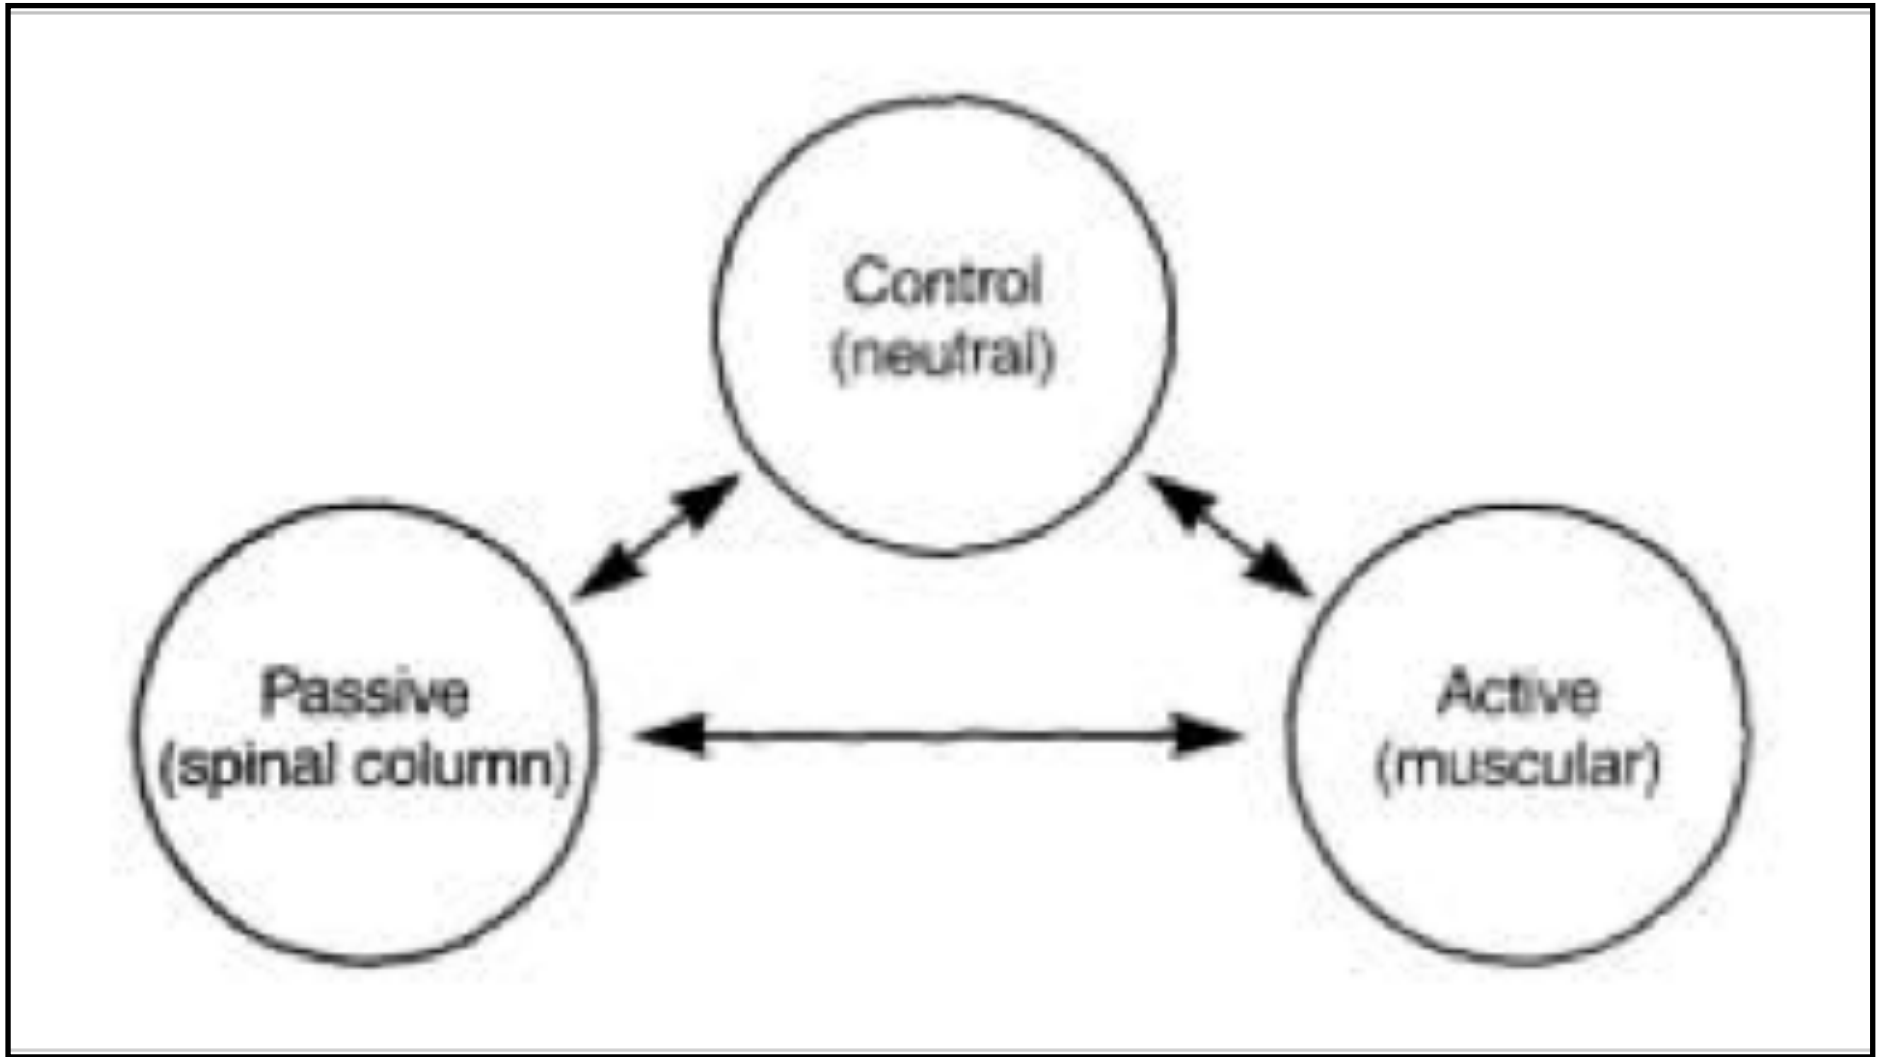 Control
(neutral)
Passive
(spinal column)
Active
(muscular)